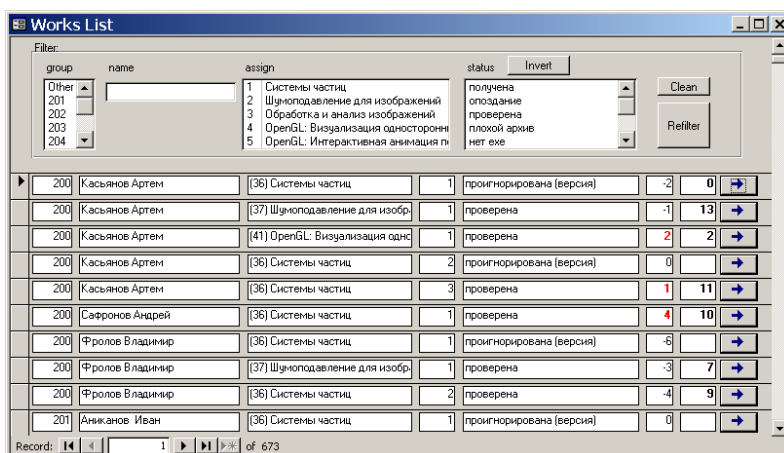 Works List
Filter:
group name assign status Invert
Other 1 Системы частиц получена Clean
201 2 Шумоподавление для изображений опоздание
202 3 Обработка и анализ изображений проверена
203 4 OpenGL: Визуализация односторонн плохой архив Refilter
204 5 OpenGL: Интерактивная анимация п нет exe
200 Касьянов Артем (36) Системы частиц 1 проигнорирована (версия) -2 0
200 Касьянов Артем (37) Шумоподавление для изобр. 1 проверена -1 13
200 Касьянов Артем (41) OpenGL: Визуализация одно 1 проверена 2 2
200 Касьянов Артем (36) Системы частиц 2 проигнорирована (версия) 0
200 Касьянов Артем (36) Системы частиц 3 проверена 1 11
200 Сафронов Андрей (36) Системы частиц 1 проверена 4 10
200 Фролов Владимир (36) Системы частиц 1 проигнорирована (версия) -6
200 Фролов Владимир (37) Шумоподавление для изобр. 1 проверена -3 7
200 Фролов Владимир (36) Системы частиц 2 проверена -4 9
201 Аниканов Иван (36) Системы частиц 1 проигнорирована (версия) 0
Record: 1 of 673